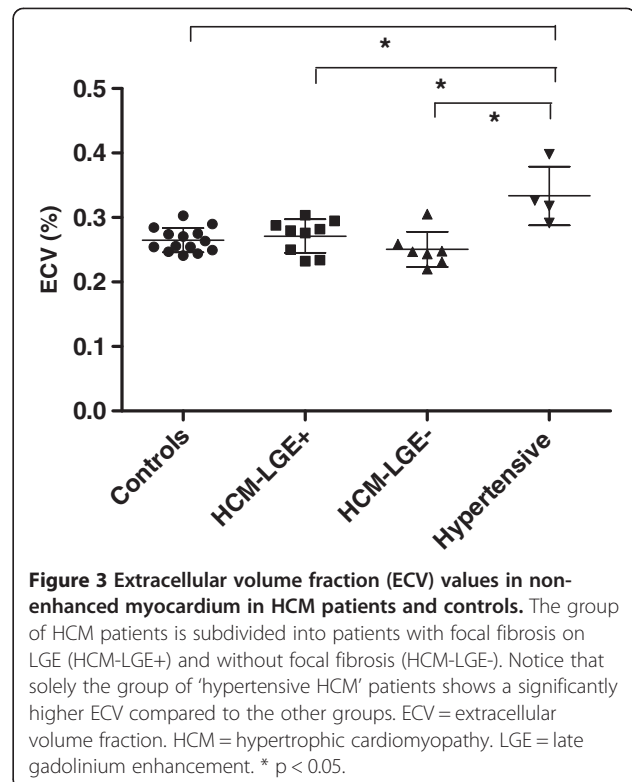 *
*
*
0.5
0.4
0.3
0.2
0.1
0.0
ECV (%)
Controls
HCM-LGE+
HCM-LGE-
Hypertensive
Figure 3 Extracellular volume fraction (ECV) values in non-
enhanced myocardium in HCM patients and controls. The group
of HCM patients is subdivided into patients with focal fibrosis on
LGE (HCM-LGE+) and without focal fibrosis (HCM-LGE-). Notice that
solely the group of ‘hypertensive HCM’ patients shows a significantly
higher ECV compared to the other groups. ECV = extracellular
volume fraction. HCM = hypertrophic cardiomyopathy. LGE = late
gadolinium enhancement. * p < 0.05.